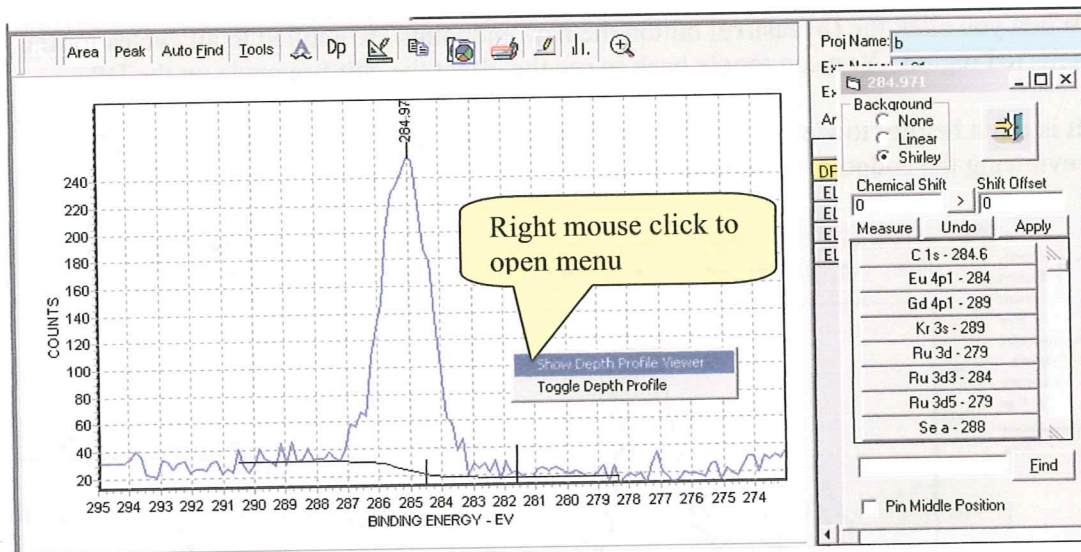 Area Peak Auto Find Tools Dp
284.97
240
220
200
180
160
140
120
100
80
60
40
20
COUNTS
295 294 293 292 291 290 289 288 287 286 285 284 283 282 281 280 279 278 277 276 275 274
BINDING ENERGY - EV
Right mouse click to
open menu
Show Depth Profile Viewer
Toggle Depth Profile
Proj Name: b
284.971
Background
None
Linear
Shirley
Chemical Shift Shift Offset
0 > 0
Measure Undo Apply
C 1s - 284.6
Eu 4p1 - 284
Gd 4p1 - 289
Kr 3s - 289
Ru 3d - 279
Ru 3d3 - 284
Ru 3d5 - 279
Se a - 288
Find
Pin Middle Position